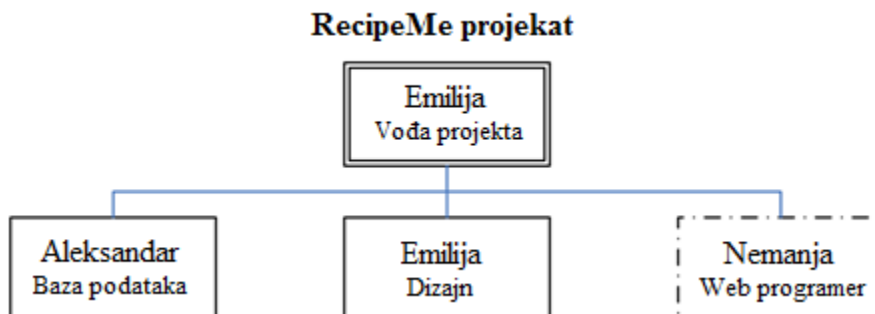 RecipeMe projekat
Emilija
Vođa projekta
Aleksandar
Baza podataka
Emilija
Dizajn
Nemanja
Web programer